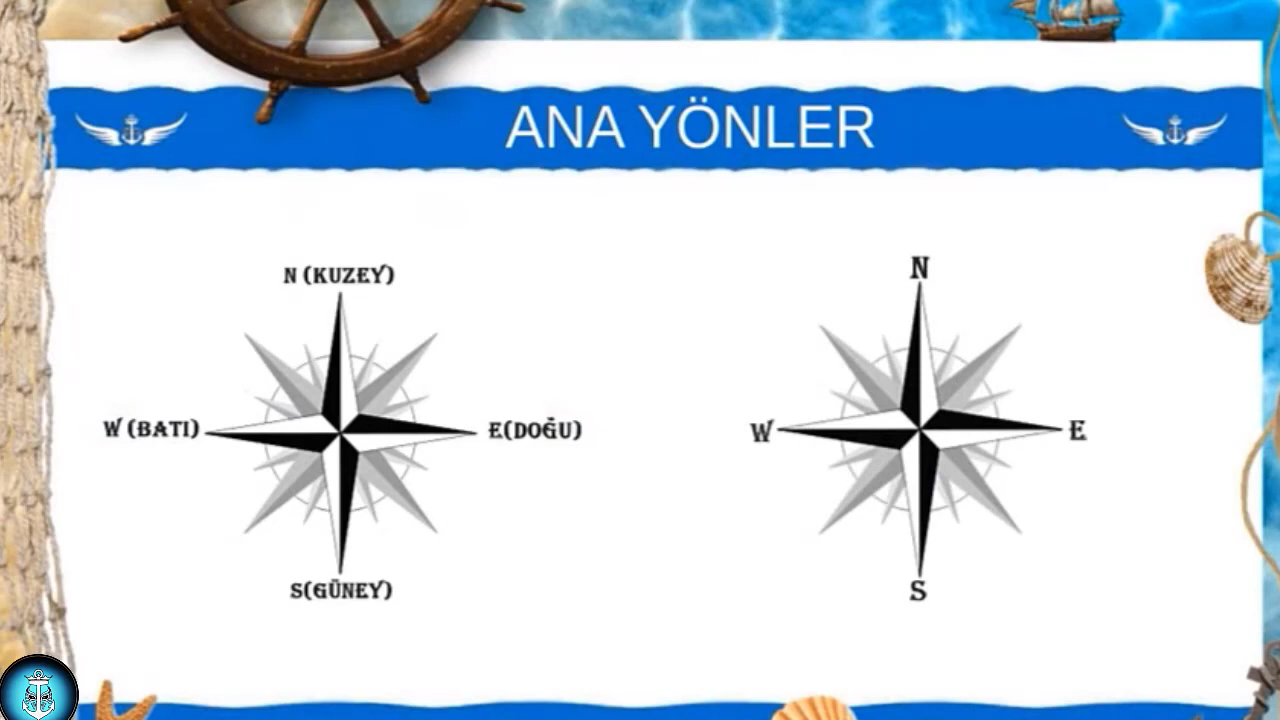 ANA YÖNLER
N (KUZEY)
W (BATI)
E(DOĞU)
S(GÜNEY)
N
W
E
S